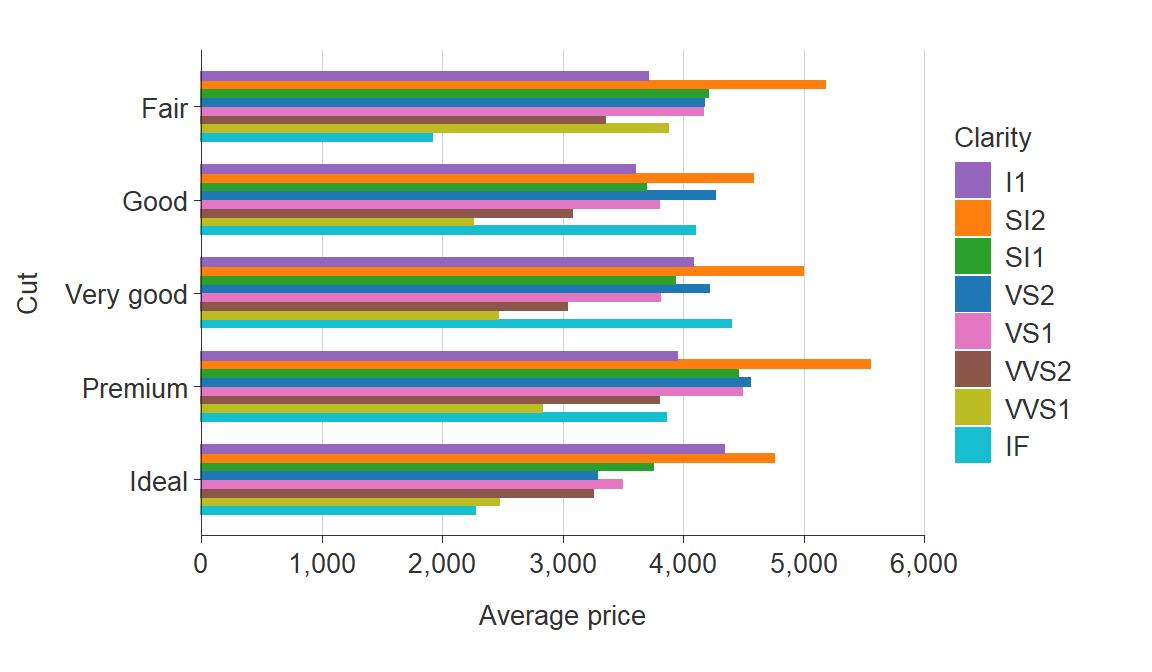 Cut
Fair
Good
Very good
Premium
Ideal
0 1,000 2,000 3,000 4,000 5,000 6,000
Average price
Clarity
I1
SI2
SI1
VS2
VS1
VVS2
VVS1
IF